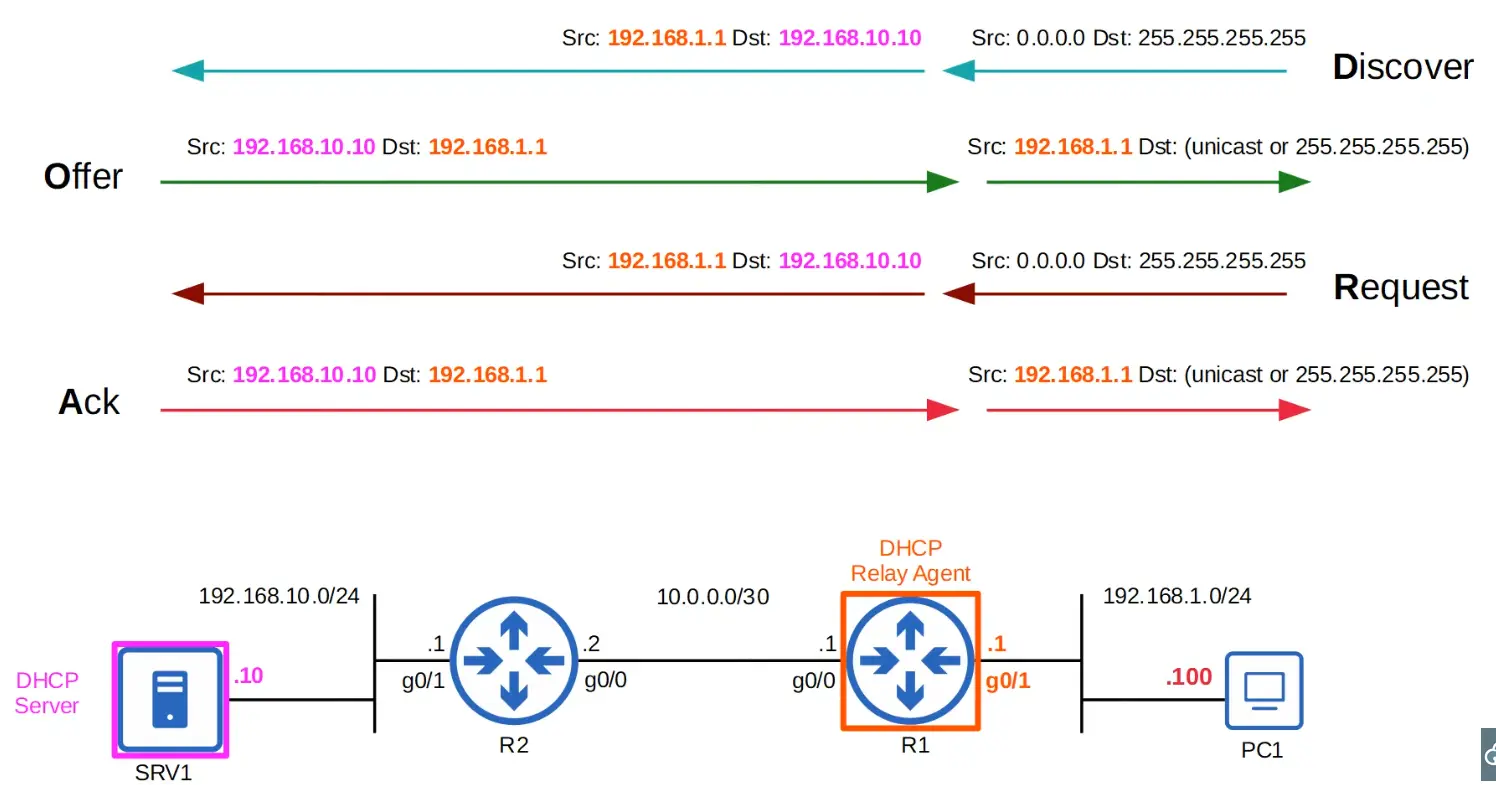 Src: 192.168.1.1 Dst: 192.168.10.10
Src: 0.0.0.0 Dst: 255.255.255.255
Discover
Offer
Src: 192.168.10.10 Dst: 192.168.1.1
Src: 192.168.1.1 Dst: (unicast or 255.255.255.255)
Src: 192.168.1.1 Dst: 192.168.10.10
Src: 0.0.0.0 Dst: 255.255.255.255
Request
Ack
Src: 192.168.10.10 Dst: 192.168.1.1
Src: 192.168.1.1 Dst: (unicast or 255.255.255.255)
DHCP
Relay Agent
192.168.10.0/24
10.0.0.0/30
192.168.1.0/24
.1
.2
.1
.1
DHCP
Server
.10
g0/1
g0/0
g0/0
g0/1
.100
SRV1
R2
R1
PC1